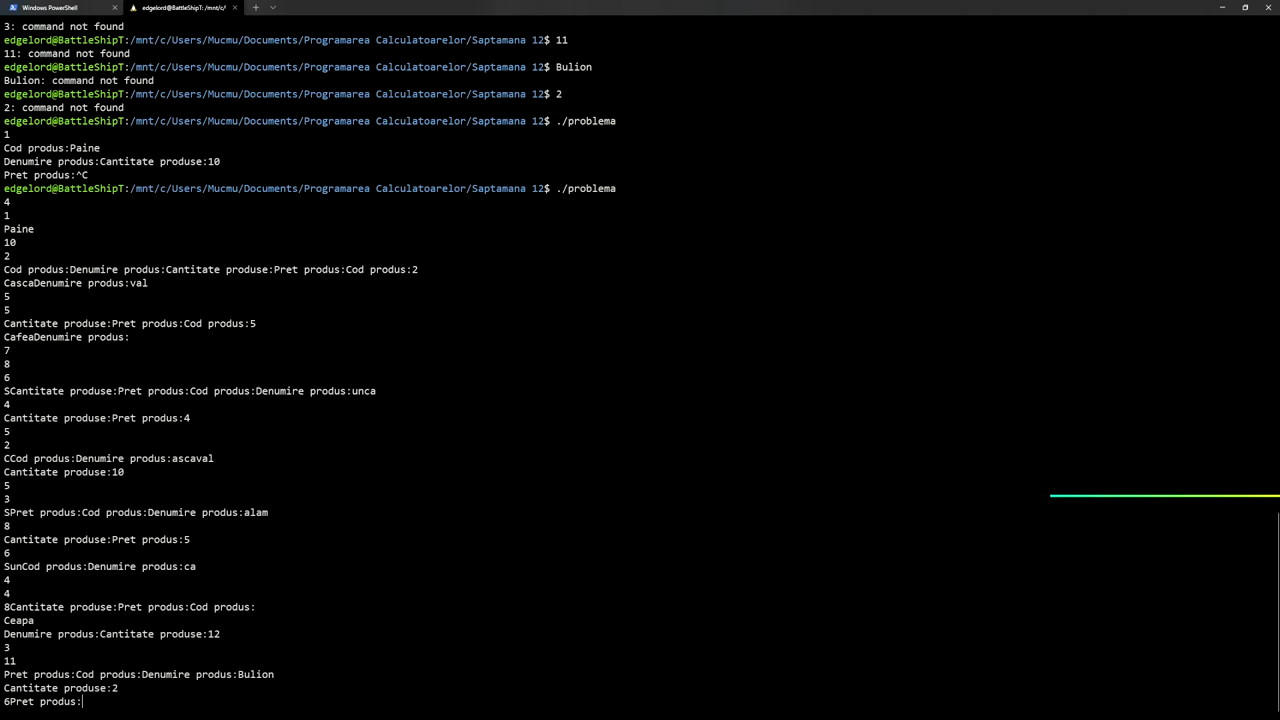 Windows PowerShell
edgelord@BattleShipT: /mnt/c/
3: command not found
edgelord@BattleShipT:/mnt/c/Users/Mucmu/Documents/Programarea Calculatoarelor/Saptamana 12$ 11
11: command not found
edgelord@BattleShipT:/mnt/c/Users/Mucmu/Documents/Programarea Calculatoarelor/Saptamana 12$ Bulion
Bulion: command not found
edgelord@BattleShipT:/mnt/c/Users/Mucmu/Documents/Programarea Calculatoarelor/Saptamana 12$ 2
2: command not found
edgelord@BattleShipT:/mnt/c/Users/Mucmu/Documents/Programarea Calculatoarelor/Saptamana 12$ ./problema
1
Cod produs:Paine
Denumire produs:Cantitate produse:10
Pret produs:^C
edgelord@BattleShipT:/mnt/c/Users/Mucmu/Documents/Programarea Calculatoarelor/Saptamana 12$ ./problema
4
1
Paine
10
2
Cod produs:Denumire produs:Cantitate produse:Pret produs:Cod produs:2
CascaDenumire produs:val
5
5
Cantitate produse:Pret produs:Cod produs:5
CafeaDenumire produs:
7
8
6
SCantitate produse:Pret produs:Cod produs:Denumire produs:unca
4
Cantitate produse:Pret produs:4
5
2
CCod produs:Denumire produs:ascaval
Cantitate produse:10
5
3
SPret produs:Cod produs:Denumire produs:alam
8
Cantitate produse:Pret produs:5
6
SunCod produs:Denumire produs:ca
4
4
8Cantitate produse:Pret produs:Cod produs:
Ceapa
Denumire produs:Cantitate produse:12
3
11
Pret produs:Cod produs:Denumire produs:Bulion
Cantitate produse:2
6Pret produs: